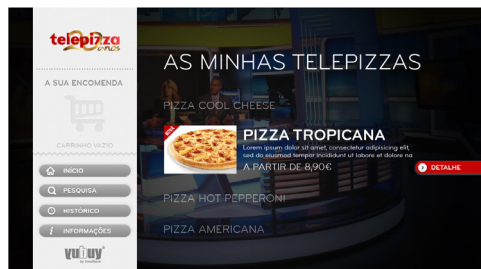 telepizza
20 anos
A SUA ENCOMENDA
CARRINHO VAZIO
INÍCIO
PESQUISA
HISTÓRICO
INFORMAÇÕES
yubuy
AS MINHAS TELEPIZZAS
PIZZA COOL CHEESE
PIZZA TROPICANA
Lorem ipsum dolor sit amet, consectetur adipisicing elit,
sed do eiusmod tempor incididunt ut labore et dolore na
A PARTIR DE 8,90€
DETALHE
PIZZA HOT PEPPERONI
PIZZA AMERICANA